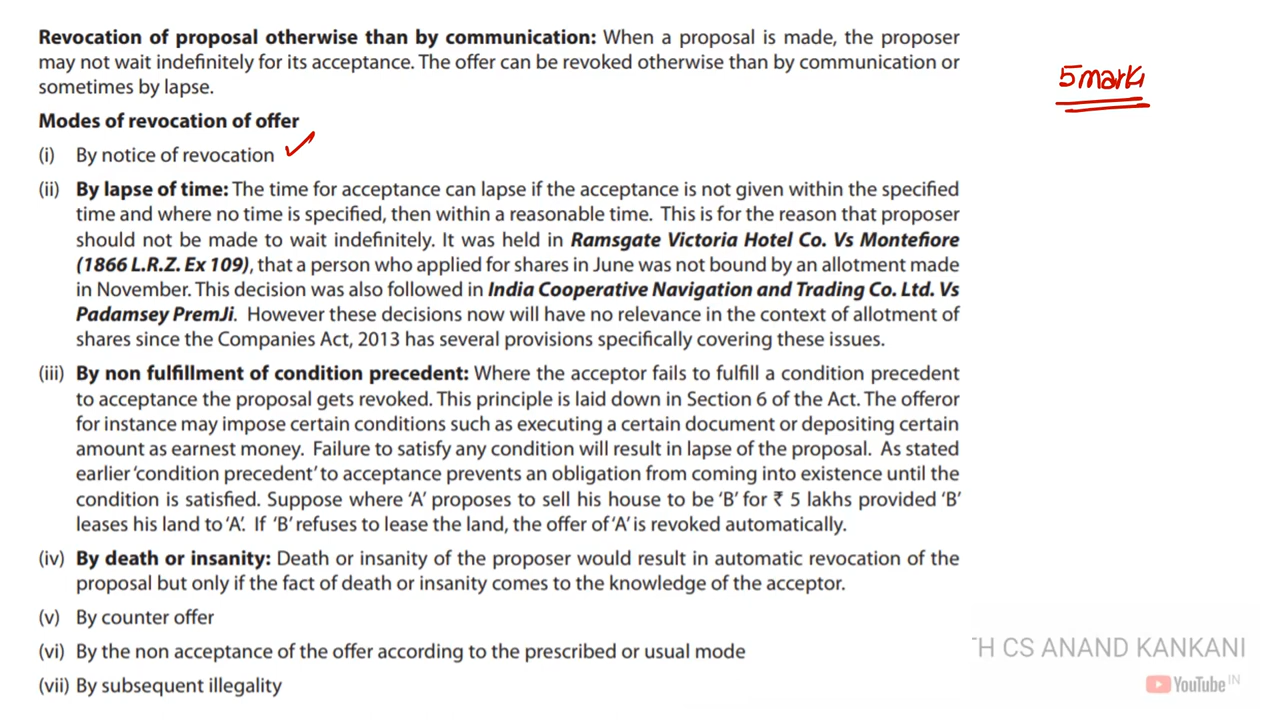 Revocation of proposal otherwise than by communication: When a proposal is made, the proposer
may not wait indefinitely for its acceptance. The offer can be revoked otherwise than by communication or
sometimes by lapse.
5 marks
Modes of revocation of offer
(i) By notice of revocation
(ii) By lapse of time: The time for acceptance can lapse if the acceptance is not given within the specified
time and where no time is specified, then within a reasonable time. This is for the reason that proposer
should not be made to wait indefinitely. It was held in Ramsgate Victoria Hotel Co. Vs Montefiore
(1866 L.R.Z. Ex 109), that a person who applied for shares in June was not bound by an allotment made
in November. This decision was also followed in India Cooperative Navigation and Trading Co. Ltd. Vs
Padamsey PremJi. However these decisions now will have no relevance in the context of allotment of
shares since the Companies Act, 2013 has several provisions specifically covering these issues.
(iii) By non fulfillment of condition precedent: Where the acceptor fails to fulfill a condition precedent
to acceptance the proposal gets revoked. This principle is laid down in Section 6 of the Act. The offeror
for instance may impose certain conditions such as executing a certain document or depositing certain
amount as earnest money. Failure to satisfy any condition will result in lapse of the proposal. As stated
earlier ‘condition precedent’ to acceptance prevents an obligation from coming into existence until the
condition is satisfied. Suppose where ‘A’ proposes to sell his house to be ‘B’ for ₹ 5 lakhs provided ‘B’
leases his land to ‘A’. If ‘B’ refuses to lease the land, the offer of ‘A’ is revoked automatically.
(iv) By death or insanity: Death or insanity of the proposer would result in automatic revocation of the
proposal but only if the fact of death or insanity comes to the knowledge of the acceptor.
(v) By counter offer
(vi) By the non acceptance of the offer according to the prescribed or usual mode
(vii) By subsequent illegality
TH CS ANAND KANKANI
YouTube IN